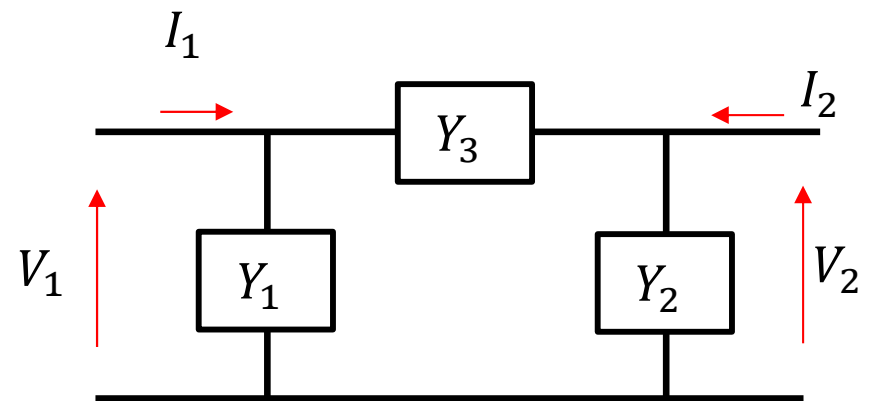 I₁
Y₃
I₂
V₁
Y₁
Y₂
V₂